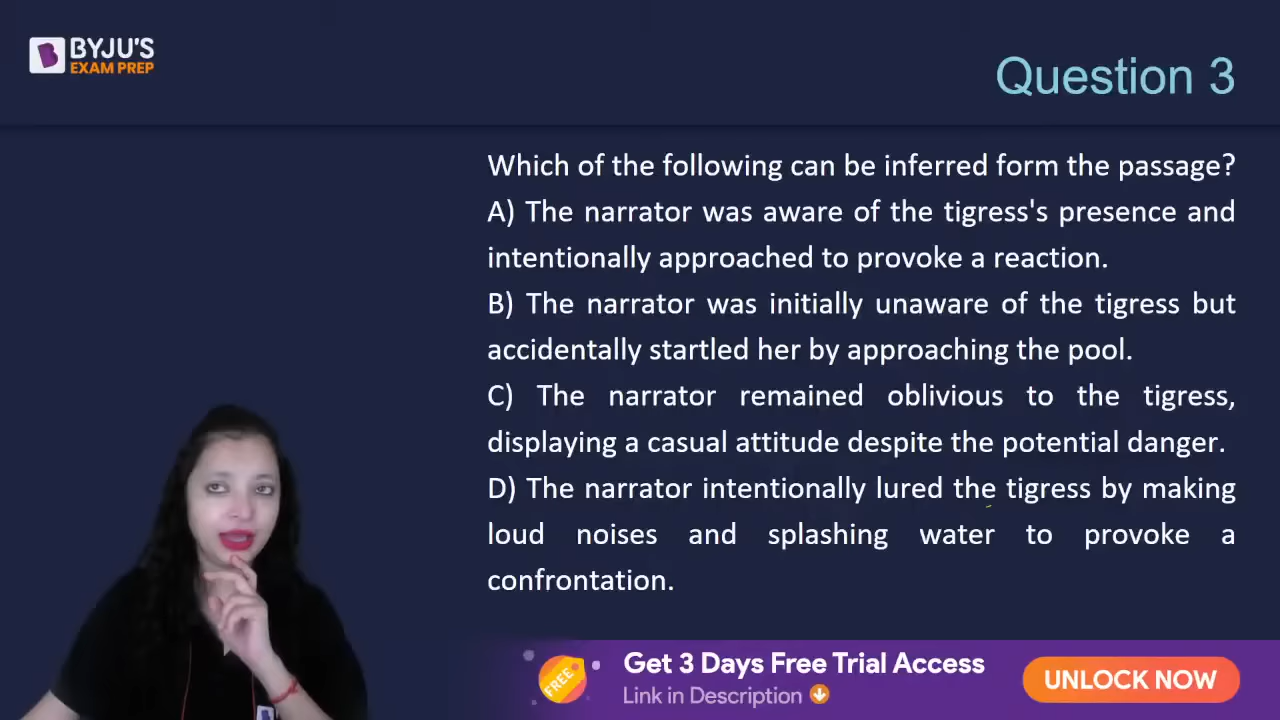 BYJU'S
EXAM PREP
Question 3
Which of the following can be inferred form the passage?
A) The narrator was aware of the tigress's presence and
intentionally approached to provoke a reaction.
B) The narrator was initially unaware of the tigress but
accidentally startled her by approaching the pool.
C) The narrator remained oblivious to the tigress,
displaying a casual attitude despite the potential danger.
D) The narrator intentionally lured the tigress by making
loud noises and splashing water to provoke a
confrontation.
FREE
Get 3 Days Free Trial Access
Link in Description
UNLOCK NOW